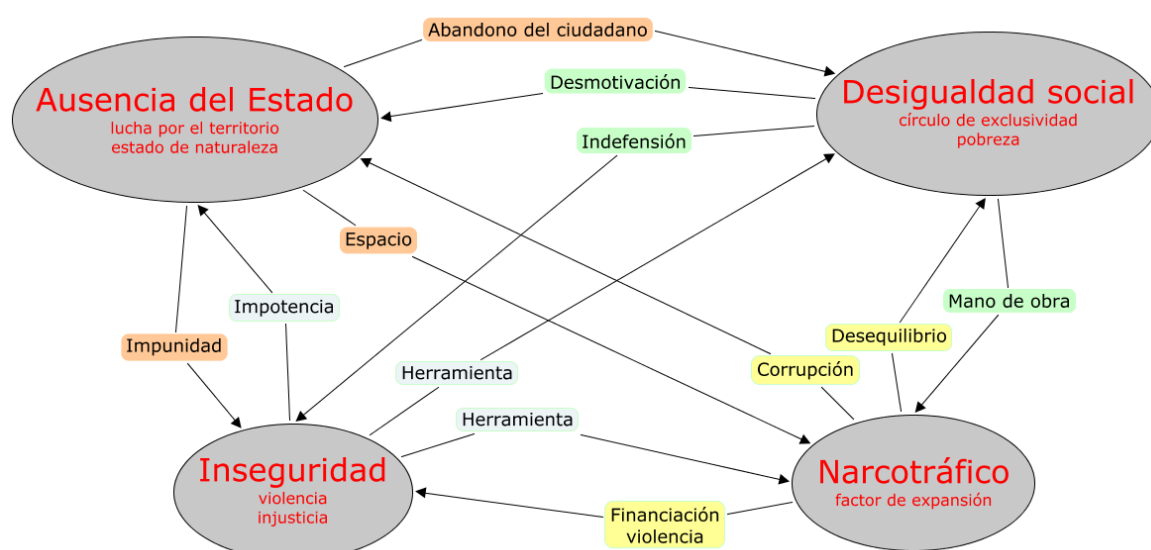 Abandono del ciudadano
Ausencia del Estado
lucha por el territorio
estado de naturaleza
Desmotivación
Desigualdad social
círculo de exclusividad
pobreza
Indefensión
Espacio
Impotencia
Mano de obra
Impunidad
Desequilibrio
Herramienta
Corrupción
Herramienta
Inseguridad
violencia
injusticia
Narcotráfico
factor de expansión
Financiación
violencia